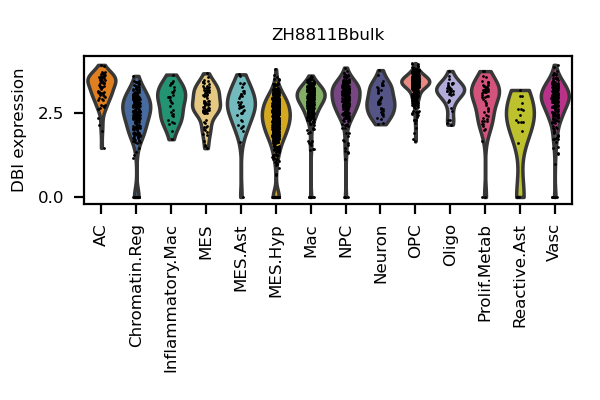 ZH8811Bbulk
DBI expression
2.5
0.0
AC
Chromatin.Reg
Inflammatory.Mac
MES
MES.Ast
MES.Hyp
Mac
NPC
Neuron
OPC
Oligo
Prolif.Metab
Reactive.Ast
Vasc